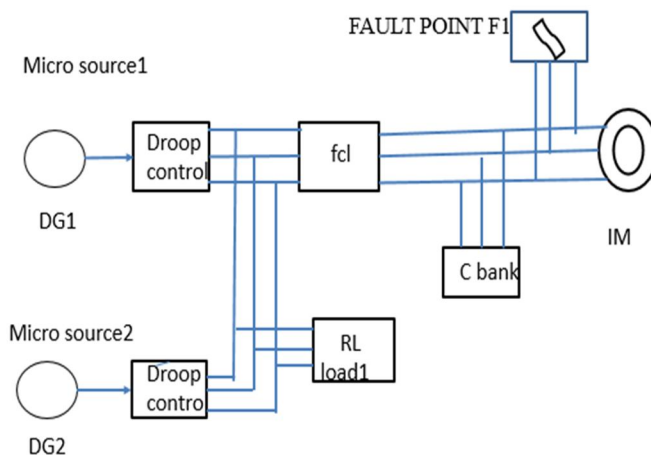 FAULT POINT F1
Micro source1
Droop
control
fcl
DG1
IM
C bank
Micro source2
RL
load1
Droop
contro
DG2